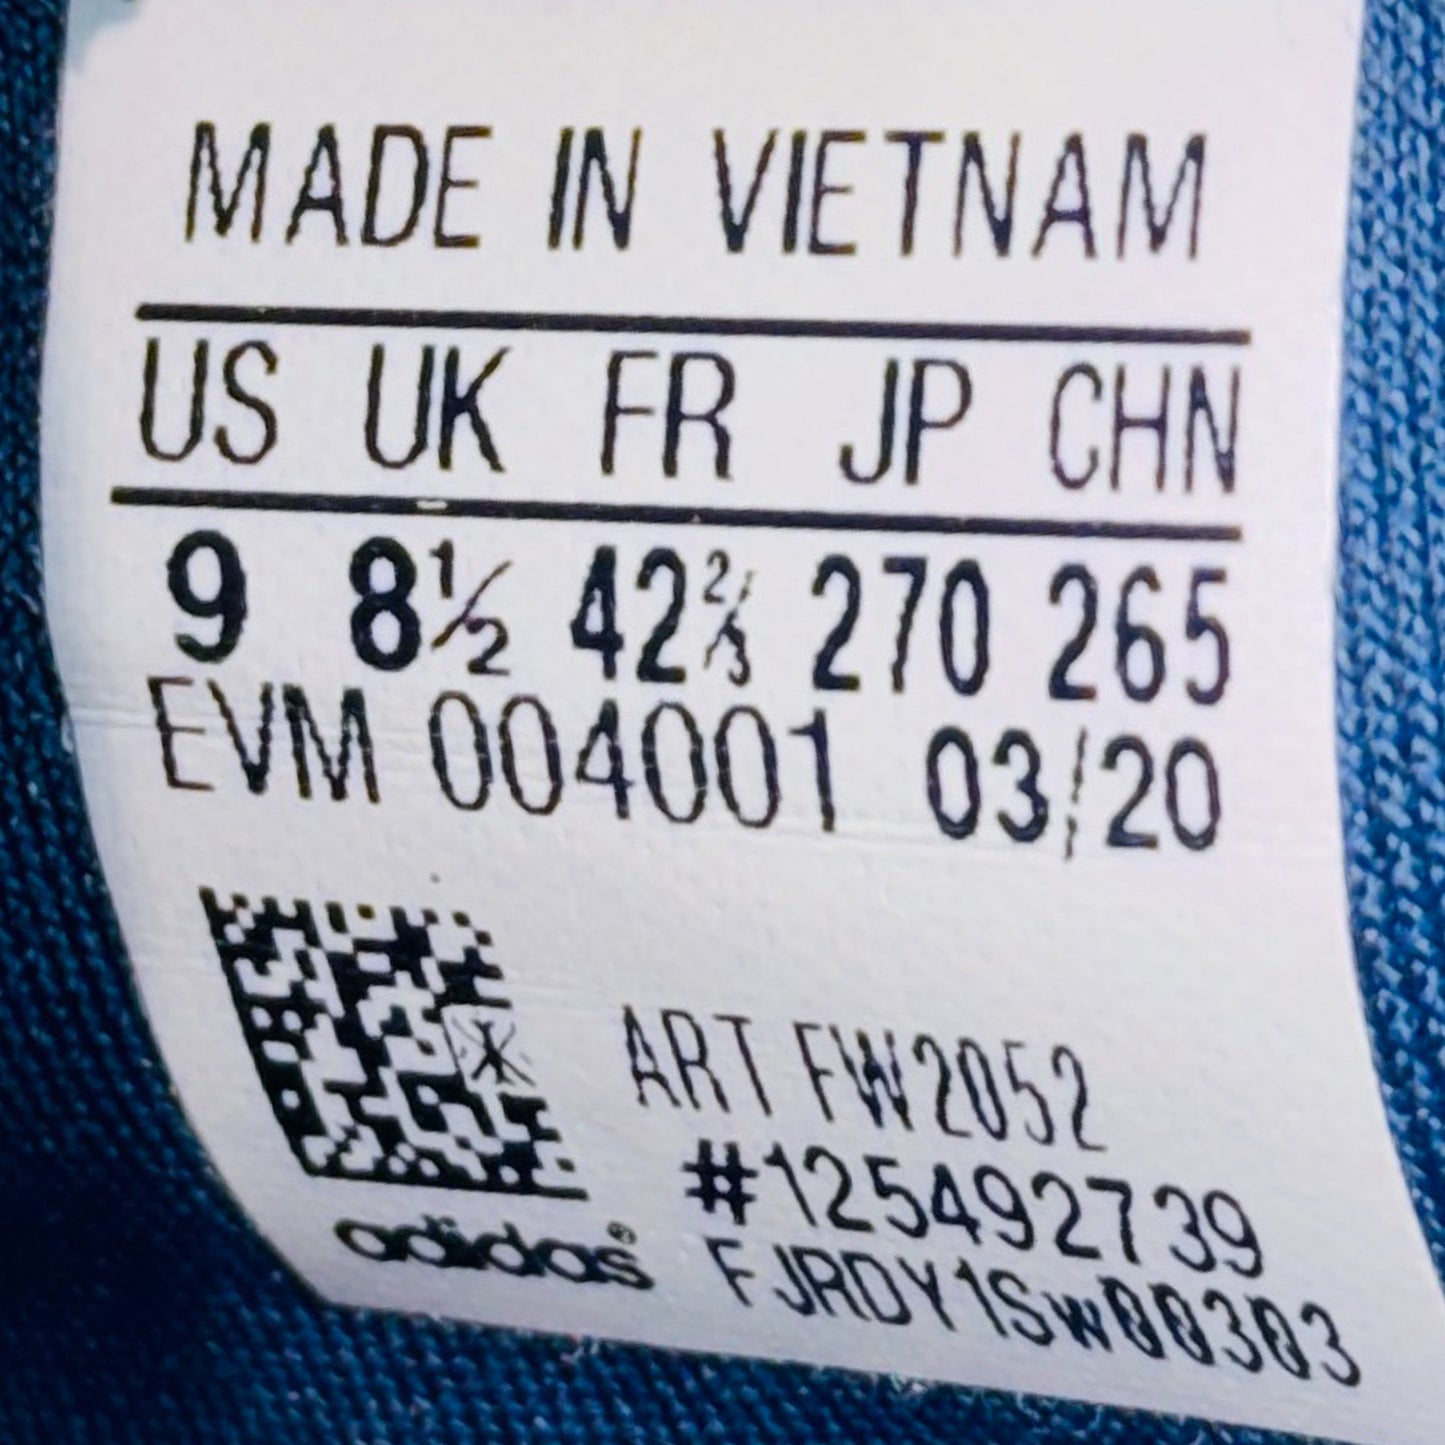 MADE IN VIETNAM
US UK FR JP CHN
9 8½ 42⅔ 270 265
EVM 004001 03/20
ART FW2052
#125492739
adidas® FJRDY1Sw00303